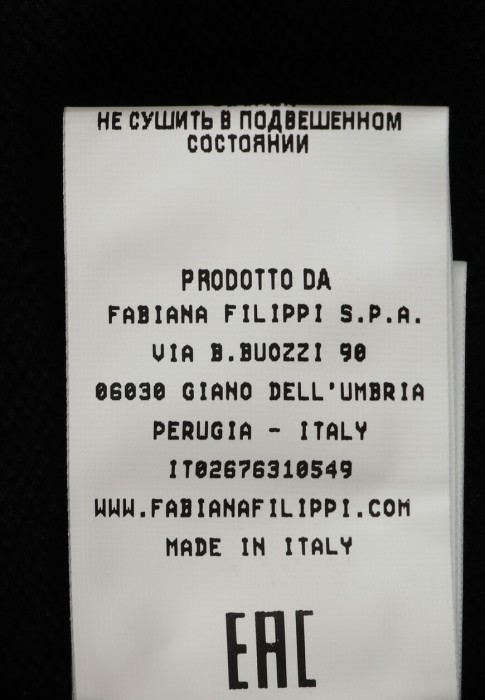 НЕ СУШИТЬ В ПОДВЕШЕННОМ
СОСТОЯНИИ
PRODOTTO DA
FABIANA FILIPPI S.P.A.
VIA B.BUOZZI 90
06030 GIANO DELL'UMBRIA
PERUGIA - ITALY
IT02676310549
WWW.FABIANAFILIPPI.COM
MADE IN ITALY
EAC